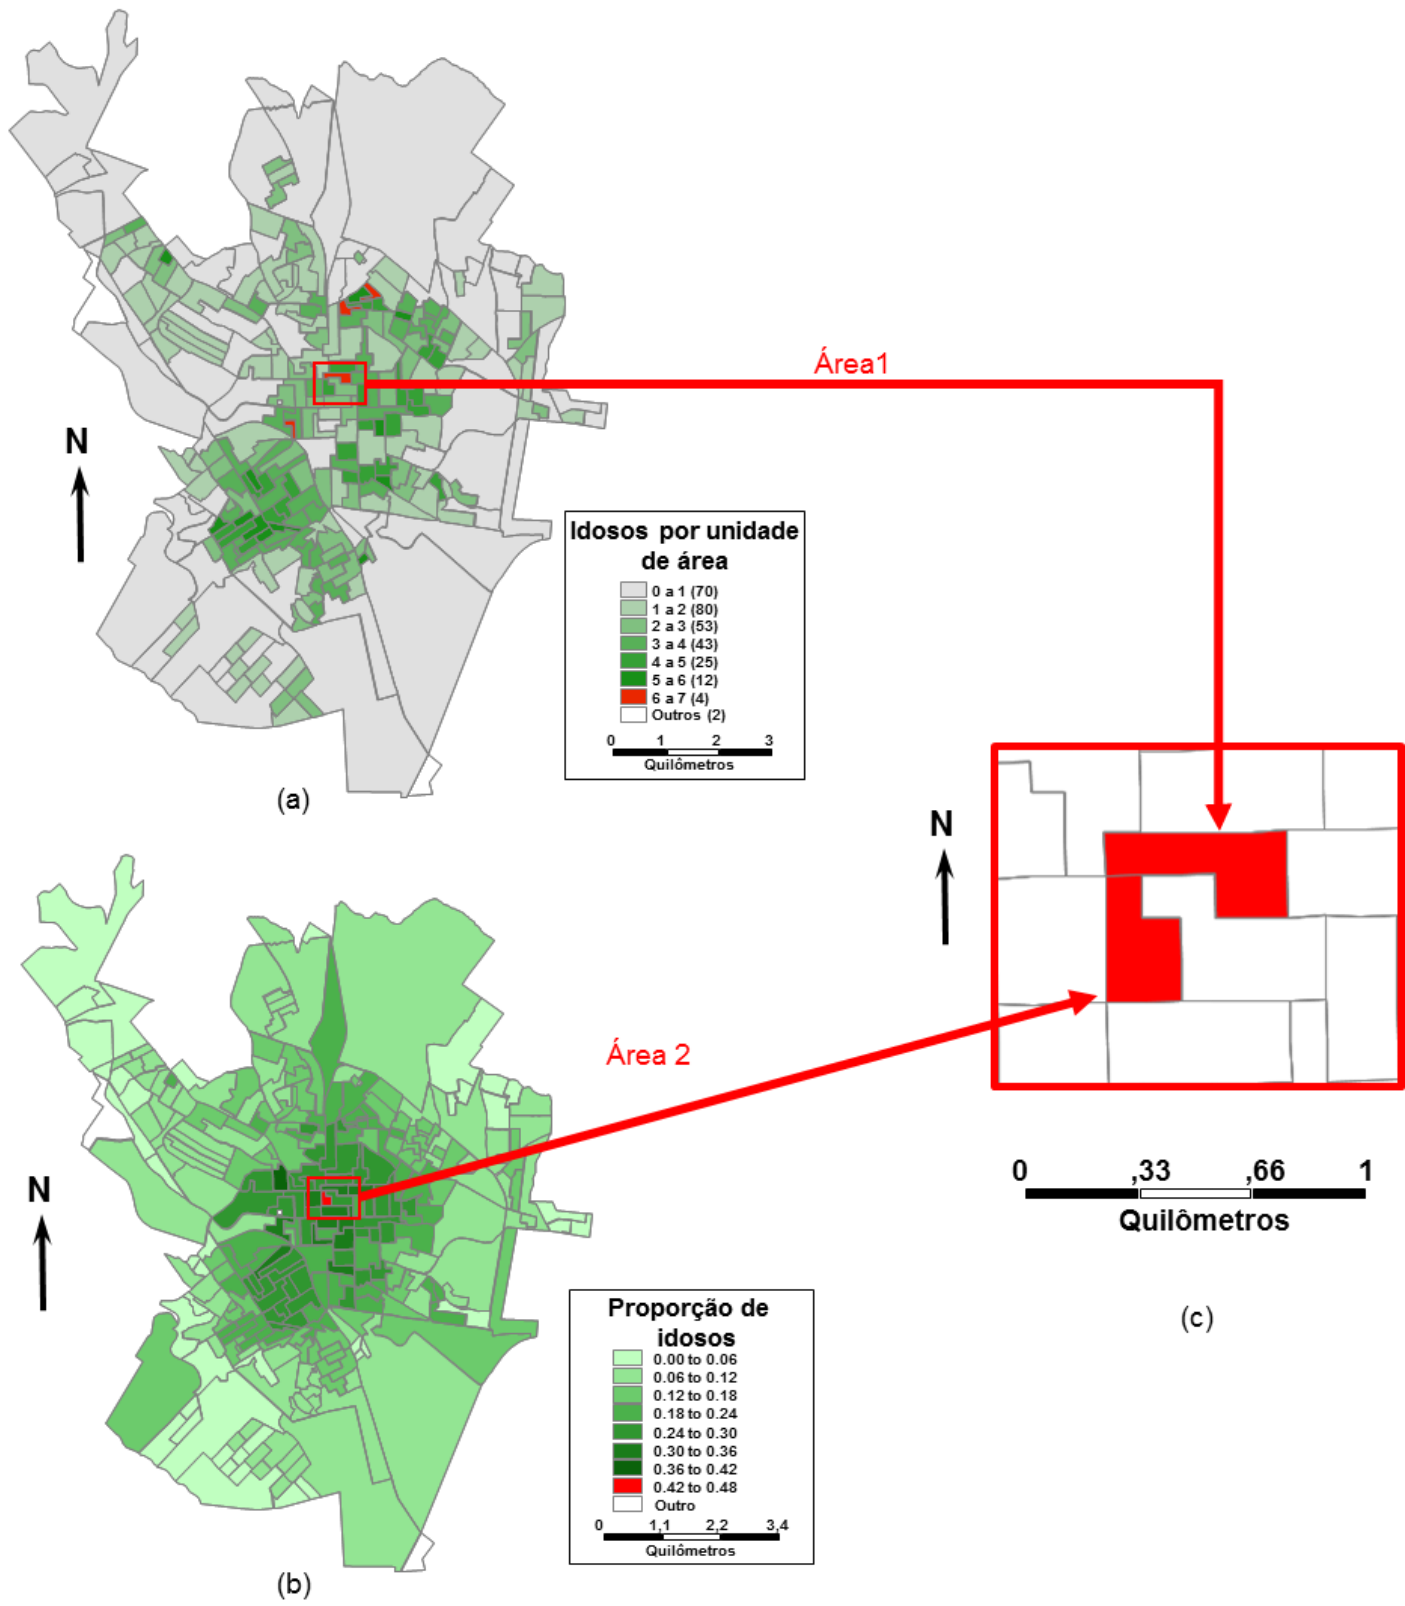 Área1
N
Idosos por unidade
de área
0 a 1 (70)
1 a 2 (80)
2 a 3 (53)
3 a 4 (43)
4 a 5 (25)
5 a 6 (12)
6 a 7 (4)
Outros (2)
0 1 2 3
Quilômetros
(a)
N
Área 2
0 ,33 ,66 1
Quilômetros
(c)
N
Proporção de
idosos
0.00 to 0.06
0.06 to 0.12
0.12 to 0.18
0.18 to 0.24
0.24 to 0.30
0.30 to 0.36
0.36 to 0.42
0.42 to 0.48
Outro
0 1,1 2,2 3,4
Quilômetros
(b)